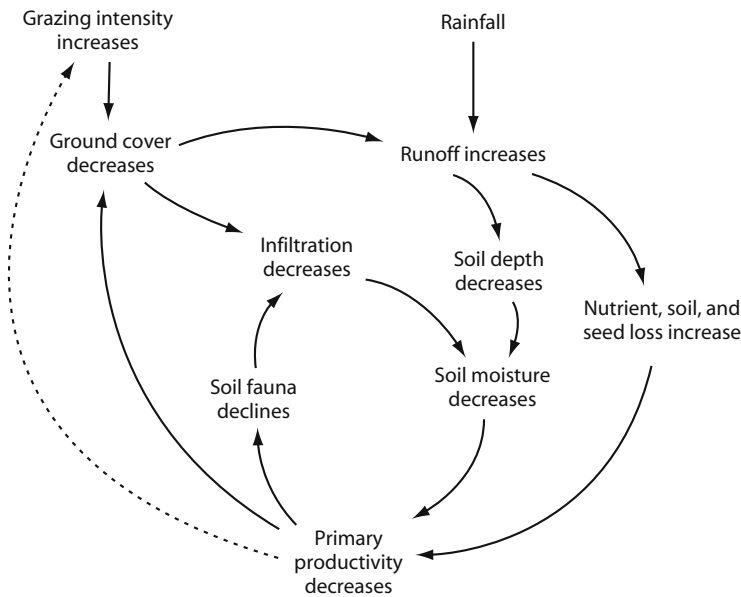 Grazing intensity
increases
Rainfall
Ground cover
decreases
Runoff increases
Infiltration
decreases
Soil depth
decreases
Nutrient, soil, and
seed loss increase
Soil fauna
declines
Soil moisture
decreases
Primary
productivity
decreases